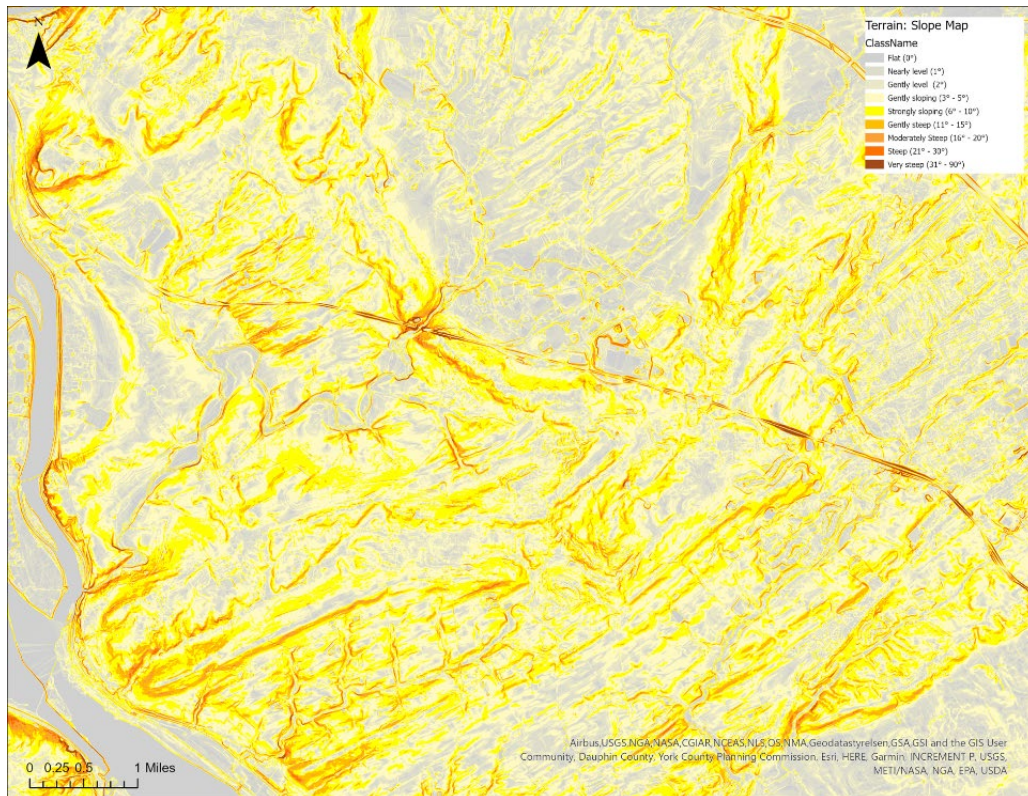 N
Terrain: Slope Map
ClassName
Flat (0°)
Nearly level (1°)
Gently level (2°)
Gently sloping (3° - 5°)
Strongly sloping (6° - 10°)
Gently steep (11° - 15°)
Moderately Steep (16° - 20°)
Steep (21° - 30°)
Very steep (31° - 90°)
Airbus,USGS,NGA,NASA,CGIAR,NCEAS,NLS,OS,NMA,Geodatastyrelsen,GSA,GSI and the GIS User
Community, Dauphin County, York County Planning Commission, Esri, HERE, Garmin, INCREMENT P, USGS,
METI/NASA, NGA, EPA, USDA
0 0.25 0.5 1 Miles